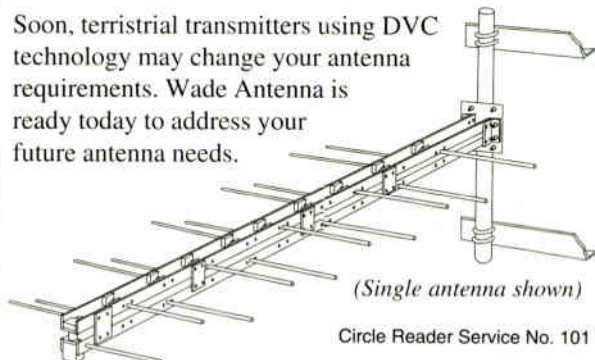 Soon, terristrial transmitters using DVC
technology may change your antenna
requirements. Wade Antenna is
ready today to address your
future antenna needs.
(Single antenna shown)
Circle Reader Service No. 101